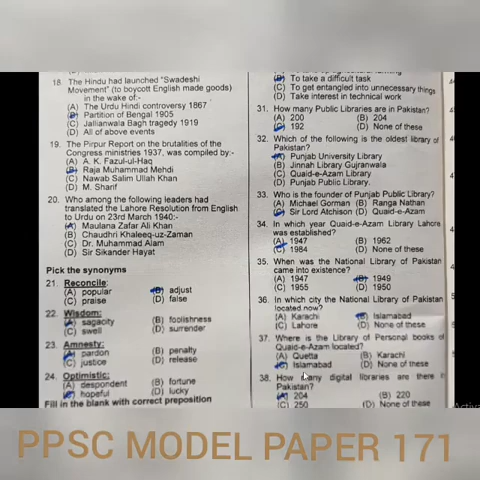 18. The Hindu had launched "Swadeshi
Movement" (to boycott English made goods)
in the wake of:-
(A) The Urdu Hindi controversy 1867
(B) Partition of Bengal 1905
(C) Jallianwala Bagh tragedy 1919
(D) All of above events
19. The Pirpur Report on the brutalities of the
Congress ministries 1937, was compiled by:-
(A) A. K. Fazul-ul-Haq
(B) Raja Muhammad Mehdi
(C) Nawab Salim Ullah Khan
(D) M. Sharif
20. Who among the following leaders had
translated the Lahore Resolution from English
to Urdu on 23rd March 1940:-
(A) Maulana Zafar Ali Khan
(B) Chaudhri Khaleeq-uz-Zaman
(C) Dr. Muhammad Alam
(D) Sir Sikander Hayat
Pick the synonyms
21. Reconcile:
(A) popular (B) adjust
(C) praise (D) false
22. Wisdom:
(A) sagacity (B) foolishness
(C) swell (D) surrender
23. Amnesty:
(A) pardon (B) penalty
(C) justice (D) release
24. Optimistic:
(A) despondent (B) fortune
(C) hopeful (D) lucky
Fill in the blank with correct preposition
(B) To take a difficult task
(C) To get entangled into unnecessary things
(D) Take interest in technical work
31. How many Public Libraries are in Pakistan?
(A) 200 (B) 204
(C) 192 (D) None of these
32. Which of the following is the oldest library of
Pakistan?
(A) Punjab University Library
(B) Jinnah Library Gujranwala
(C) Quaid-e-Azam Library
(D) Punjab Public Library.
33. Who is the founder of Punjab Public Library?
(A) Michael Gorman (B) Ranga Nathan
(C) Sir Lord Atchison (D) Quaid-e-Azam
34. In which year Quaid-e-Azam Library Lahore
was established?
(A) 1947 (B) 1962
(C) 1984 (D) None of these
35. When was the National Library of Pakistan
came into existence?
(A) 1947 (B) 1949
(C) 1955 (D) 1950
36. In which city the National Library of Pakistan
located now?
(A) Karachi (B) Islamabad
(C) Lahore (D) None of these
37. Where is the Library of Personal books of
Quaid-e-Azam located?
(A) Quetta (B) Karachi
(C) Islamabad (D) None of these
38. How many digital libraries are there in
Pakistan?
(A) 204 (B) 220
(C) 250 (D) None of these
PPSC MODEL PAPER 171